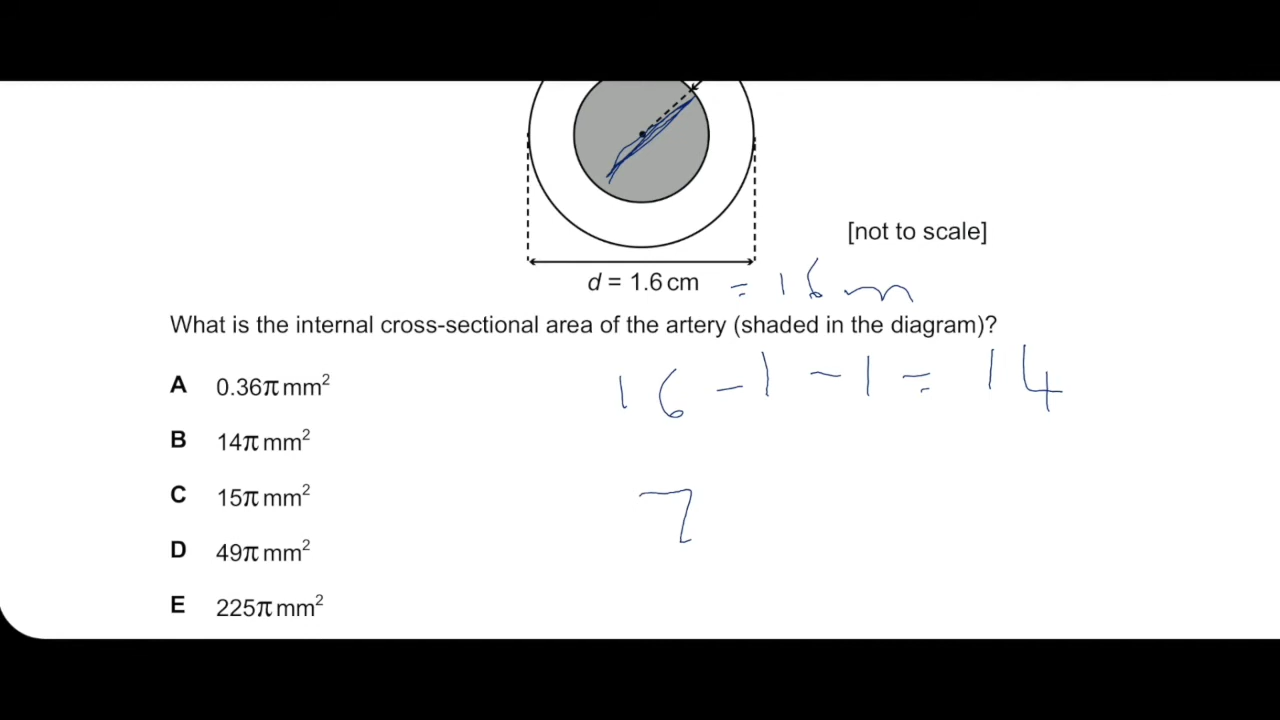 [not to scale]
d = 1.6 cm = 16 mm
What is the internal cross-sectional area of the artery (shaded in the diagram)?
16 - 1 - 1 = 14
A 0.36π mm²
B 14π mm²
C 15π mm²
7
D 49π mm²
E 225π mm²